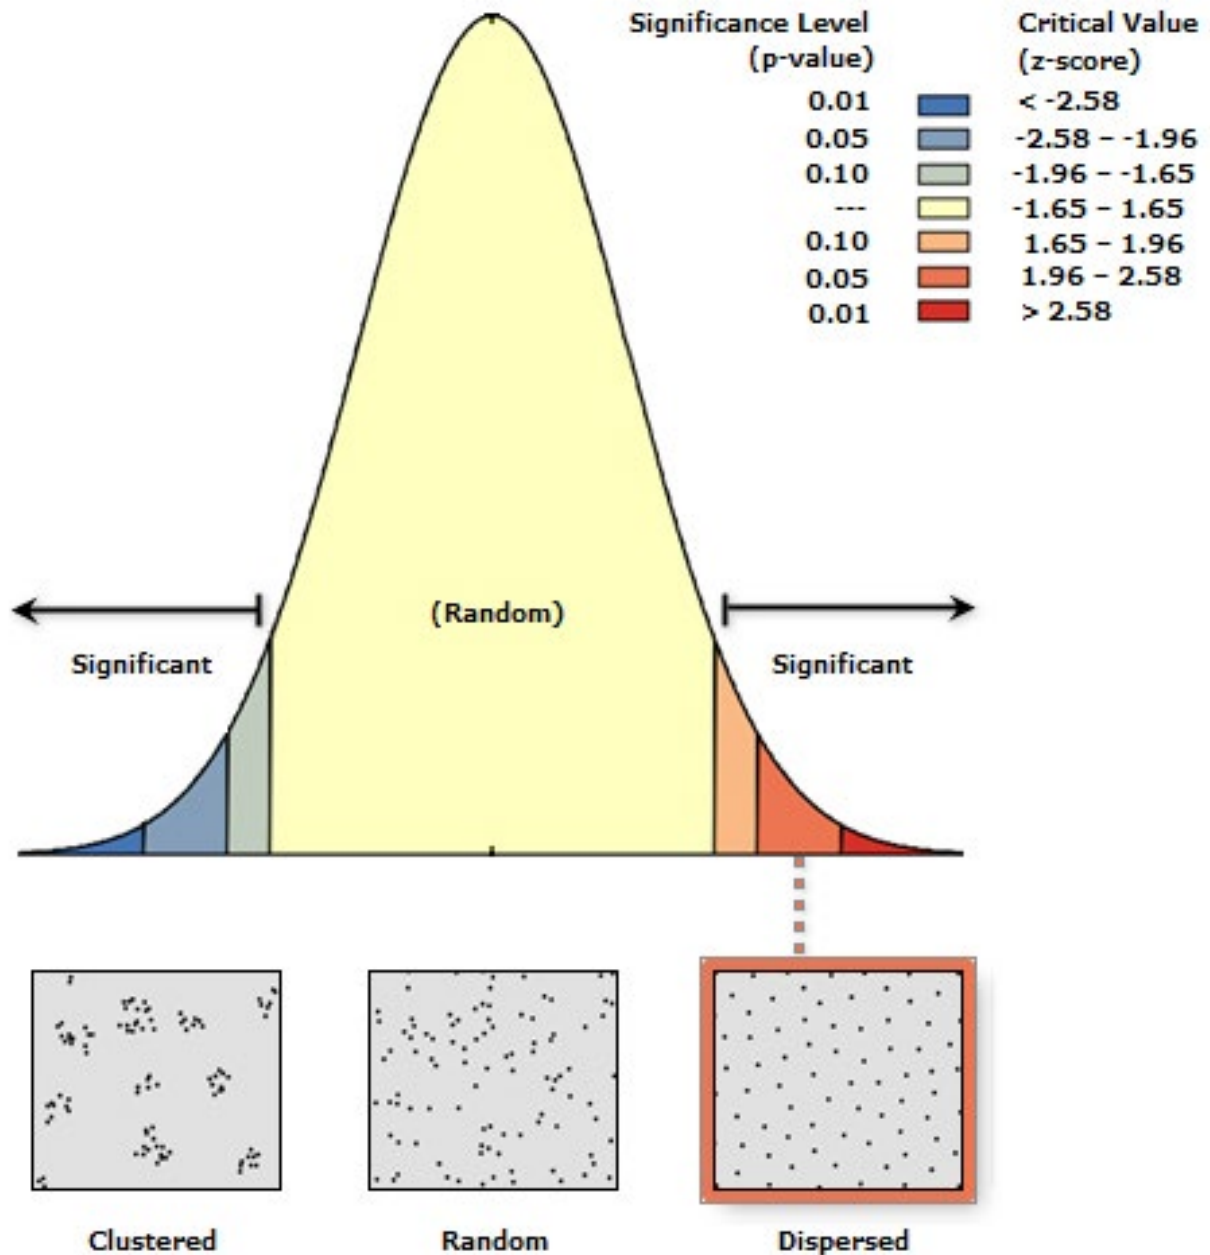 Significance Level (p-value) Critical Value (z-score)
0.01 < -2.58
0.05 -2.58 – -1.96
0.10 -1.96 – -1.65
--- -1.65 – 1.65
0.10 1.65 – 1.96
0.05 1.96 – 2.58
0.01 > 2.58
(Random)
Significant Significant
Clustered Random Dispersed